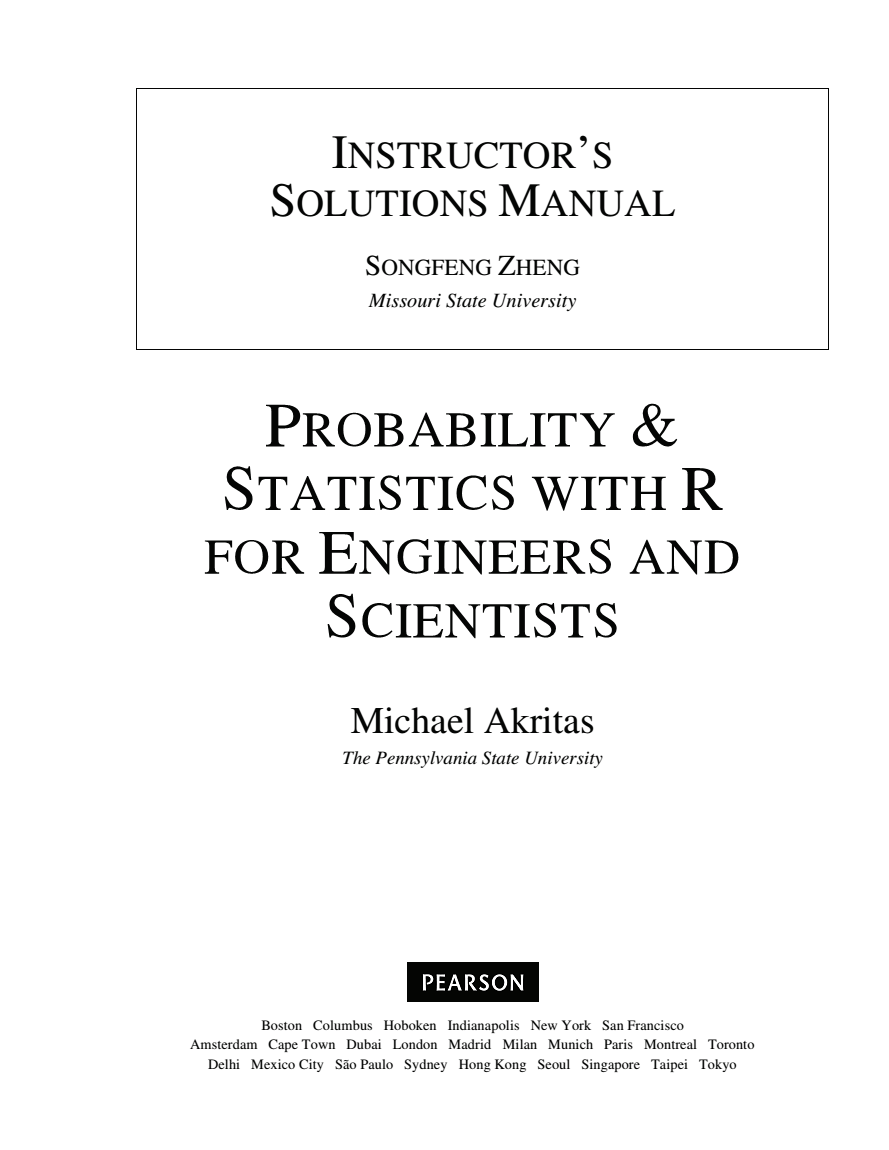 INSTRUCTOR’S
SOLUTIONS MANUAL
SONGFENG ZHENG
Missouri State University
PROBABILITY &
STATISTICS WITH R
FOR ENGINEERS AND
SCIENTISTS
Michael Akritas
The Pennsylvania State University
PEARSON
Boston Columbus Hoboken Indianapolis New York San Francisco
Amsterdam Cape Town Dubai London Madrid Milan Munich Paris Montreal Toronto
Delhi Mexico City São Paulo Sydney Hong Kong Seoul Singapore Taipei Tokyo